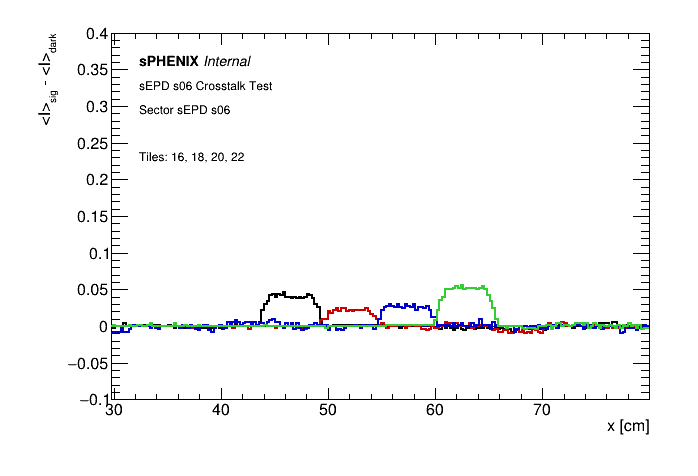 <I>sig - <I>dark
0.4
0.35
0.3
0.25
0.2
0.15
0.1
0.05
0
−0.05
−0.1
sPHENIX Internal
sEPD s06 Crosstalk Test
Sector sEPD s06
Tiles: 16, 18, 20, 22
30 40 50 60 70
x [cm]